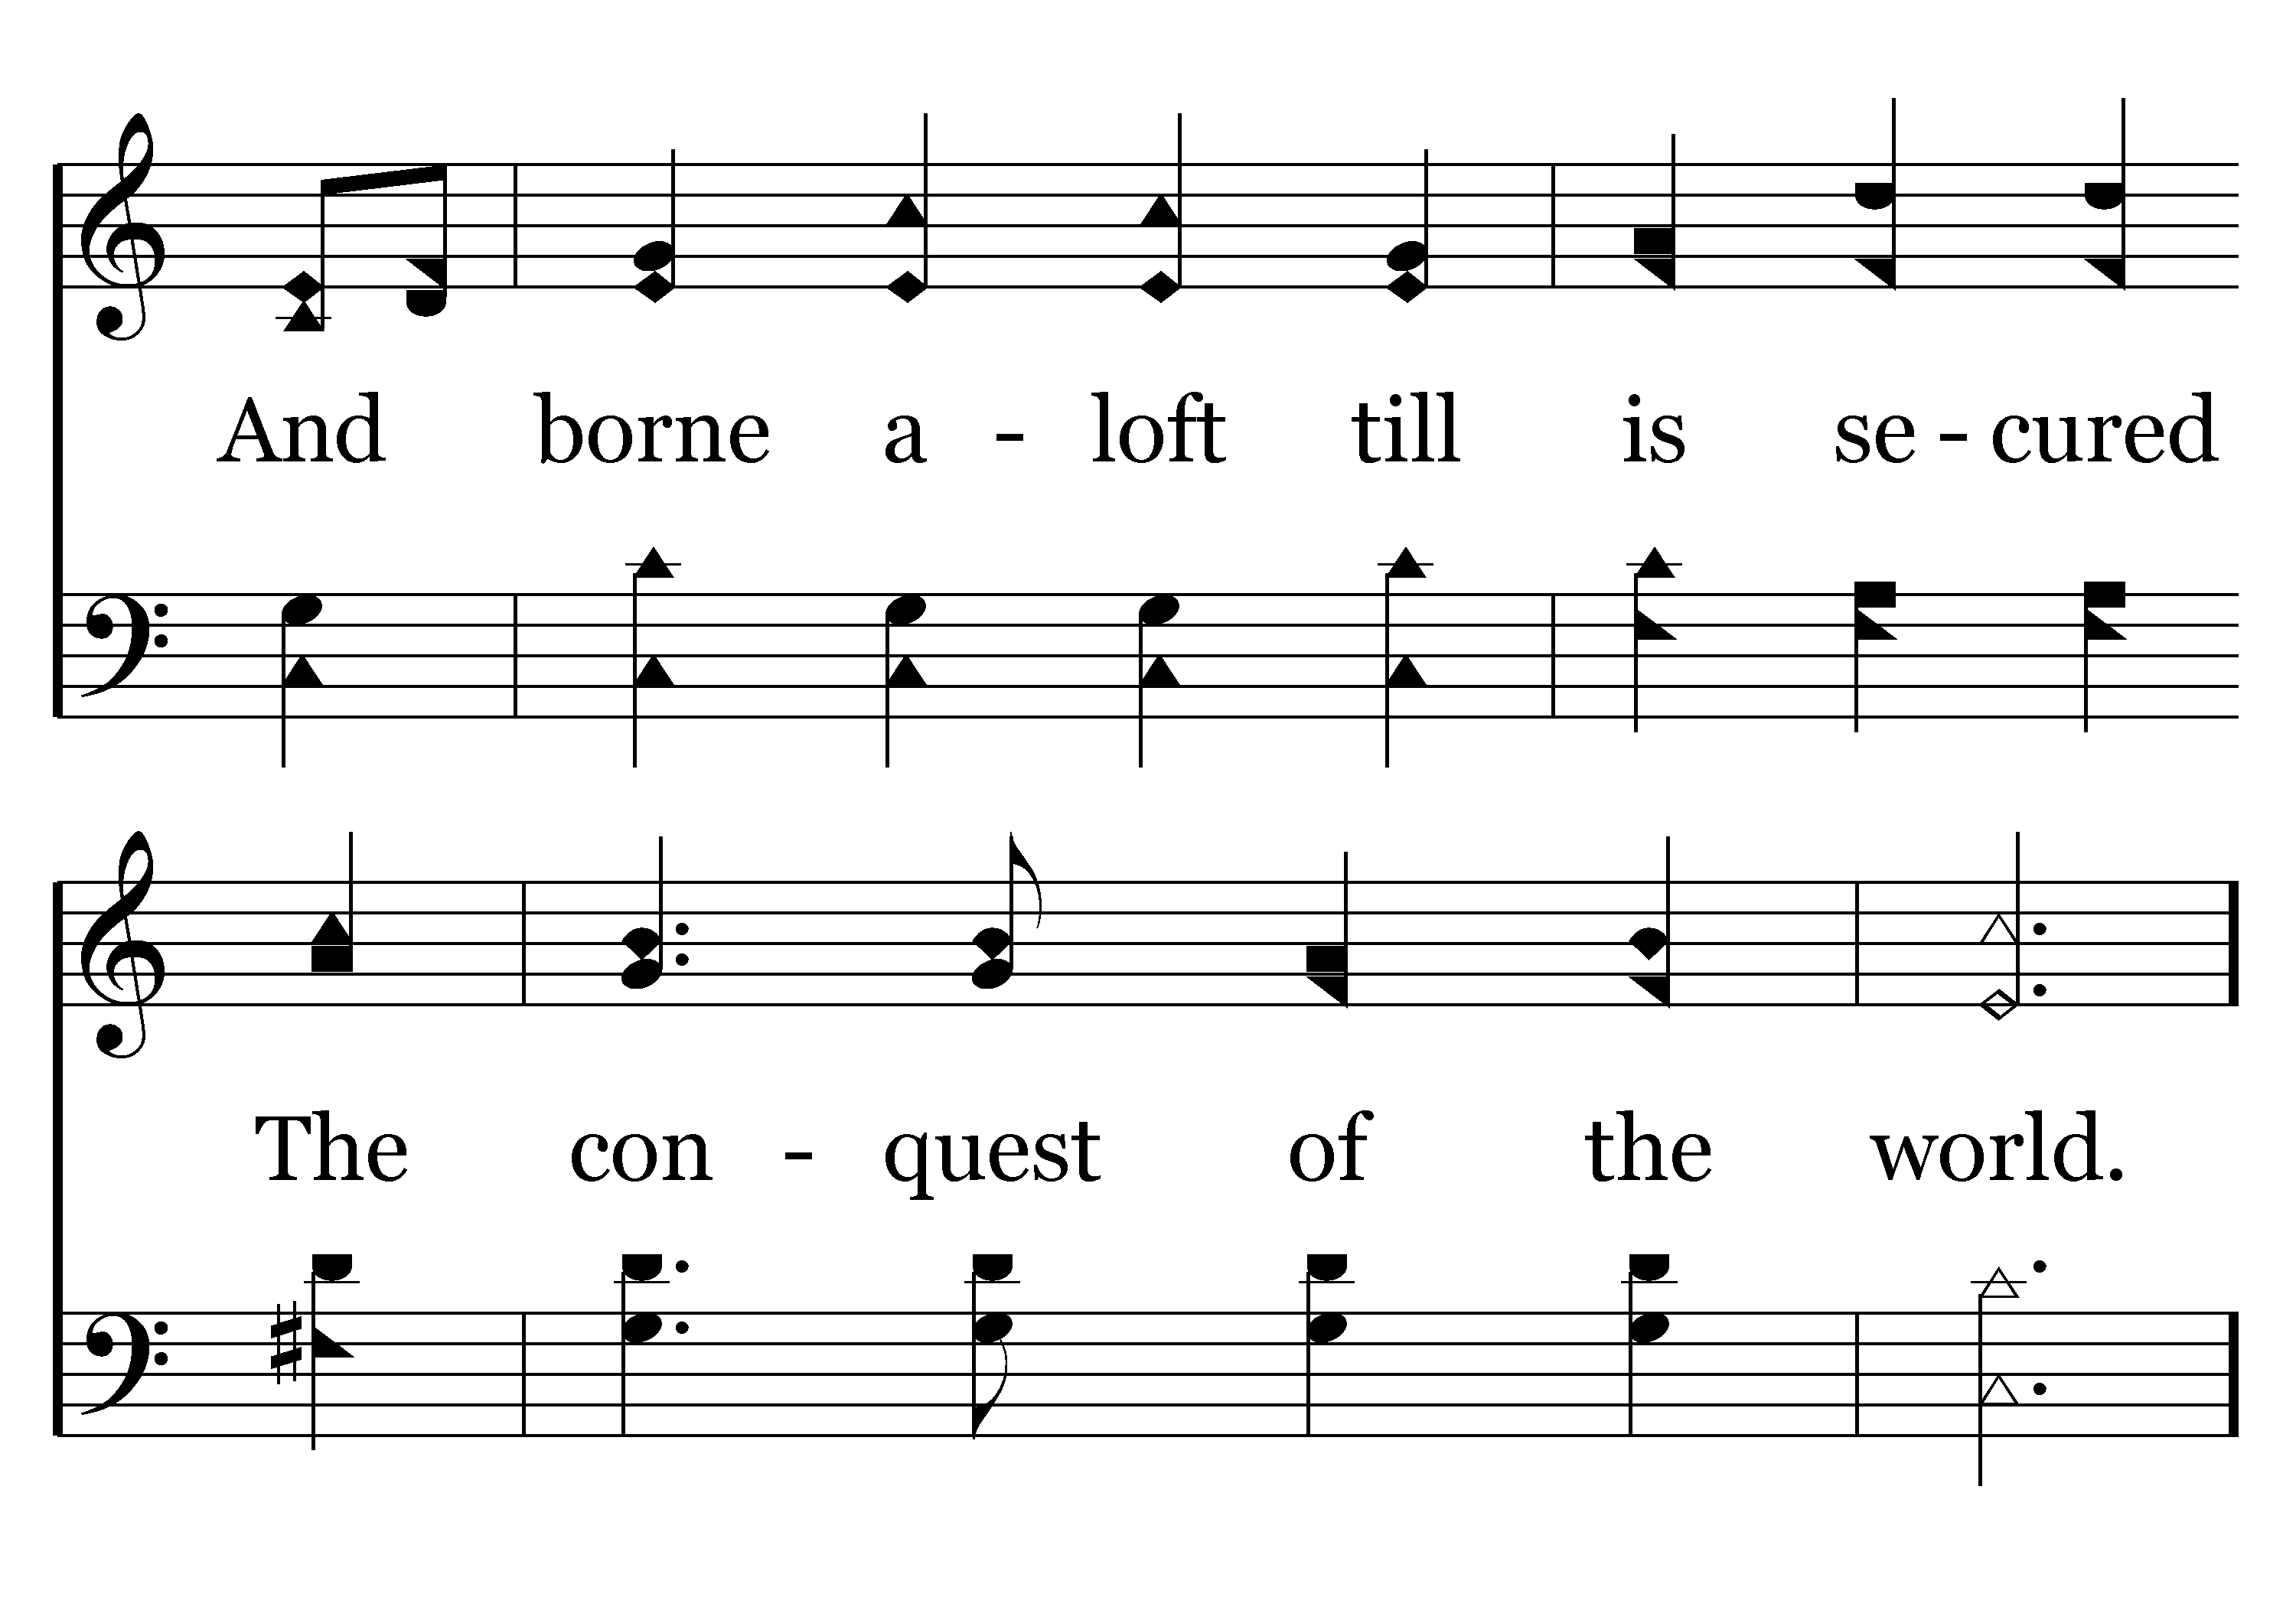 And borne a - loft till is se - cured
The con - quest of the world.